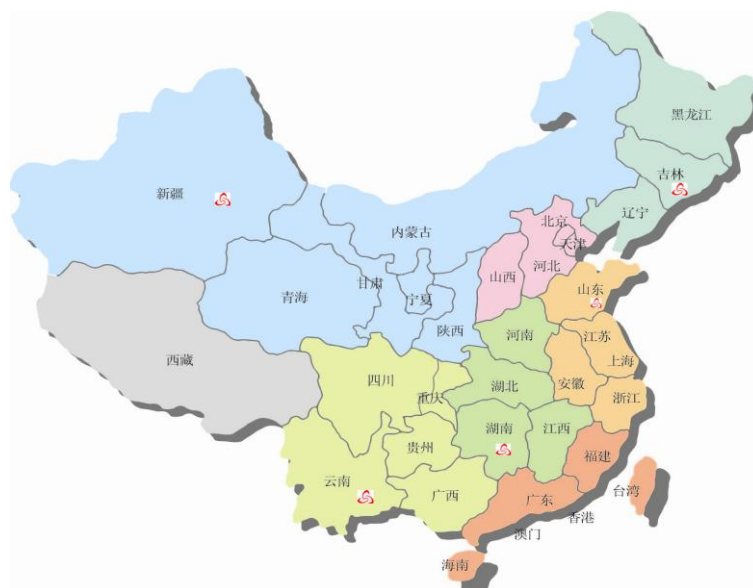 黑龙江
吉林
辽宁
新疆
内蒙古
北京
天津
河北
山西
甘肃
宁夏
青海
陕西
山东
河南
江苏
上海
西藏
四川
重庆
湖北
安徽
浙江
贵州
湖南
江西
福建
云南
广西
广东
香港
澳门
台湾
海南